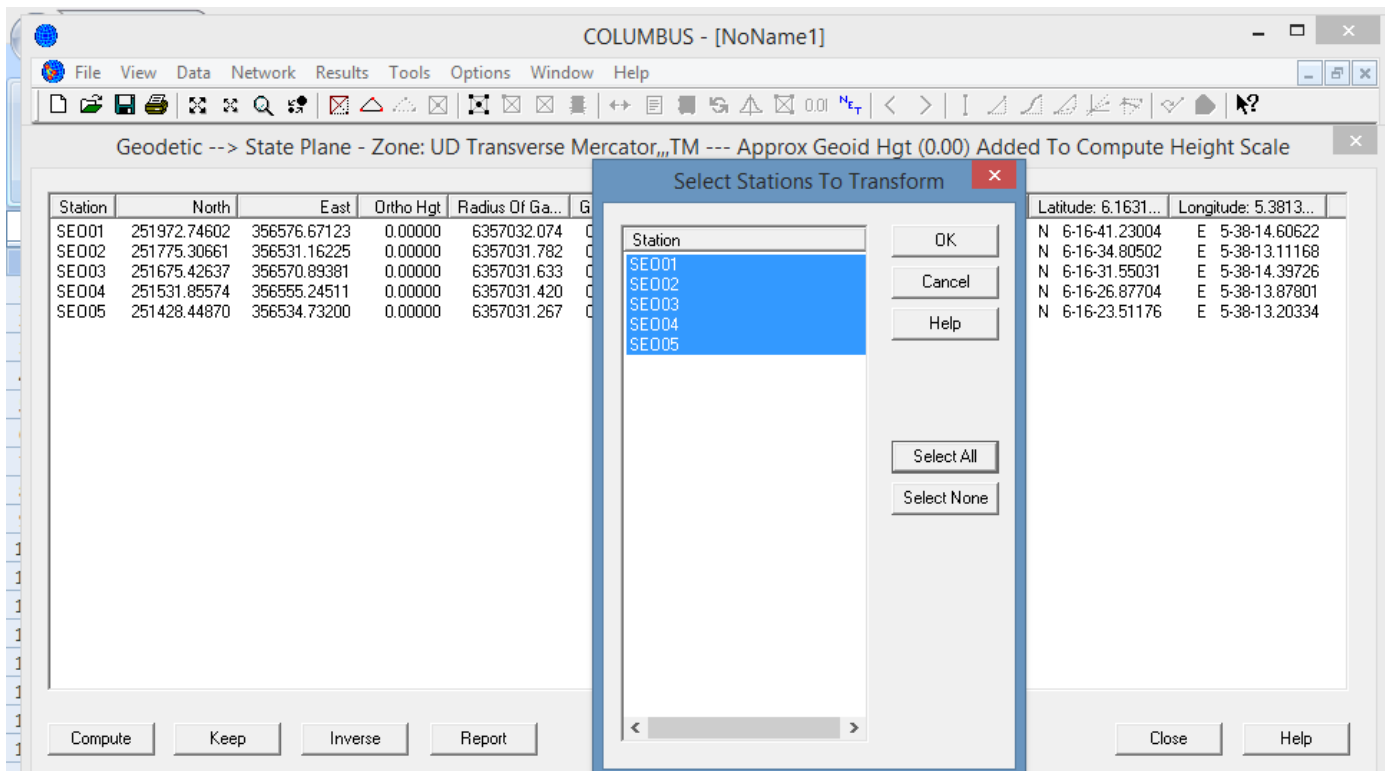 COLUMBUS - [NoName1]
File View Data Network Results Tools Options Window Help
0.01 NET
Geodetic --> State Plane - Zone: UD Transverse Mercator,,,TM --- Approx Geoid Hgt (0.00) Added To Compute Height Scale
Station North East Ortho Hgt Radius Of Ga... G Latitude: 6.1631... Longitude: 5.3813...
SEO01 251972.74602 356576.67123 0.00000 6357032.074 N 6-16-41.23004 E 5-38-14.60622
SEO02 251775.30661 356531.16225 0.00000 6357031.782 N 6-16-34.80502 E 5-38-13.11168
SEO03 251675.42637 356570.89381 0.00000 6357031.633 N 6-16-31.55031 E 5-38-14.39726
SEO04 251531.85574 356555.24511 0.00000 6357031.420 N 6-16-26.87704 E 5-38-13.87801
SEO05 251428.44870 356534.73200 0.00000 6357031.267 N 6-16-23.51176 E 5-38-13.20334
Select Stations To Transform
Station
SEO01
SEO02
SEO03
SEO04
SEO05
OK
Cancel
Help
Select All
Select None
Compute Keep Inverse Report Close Help